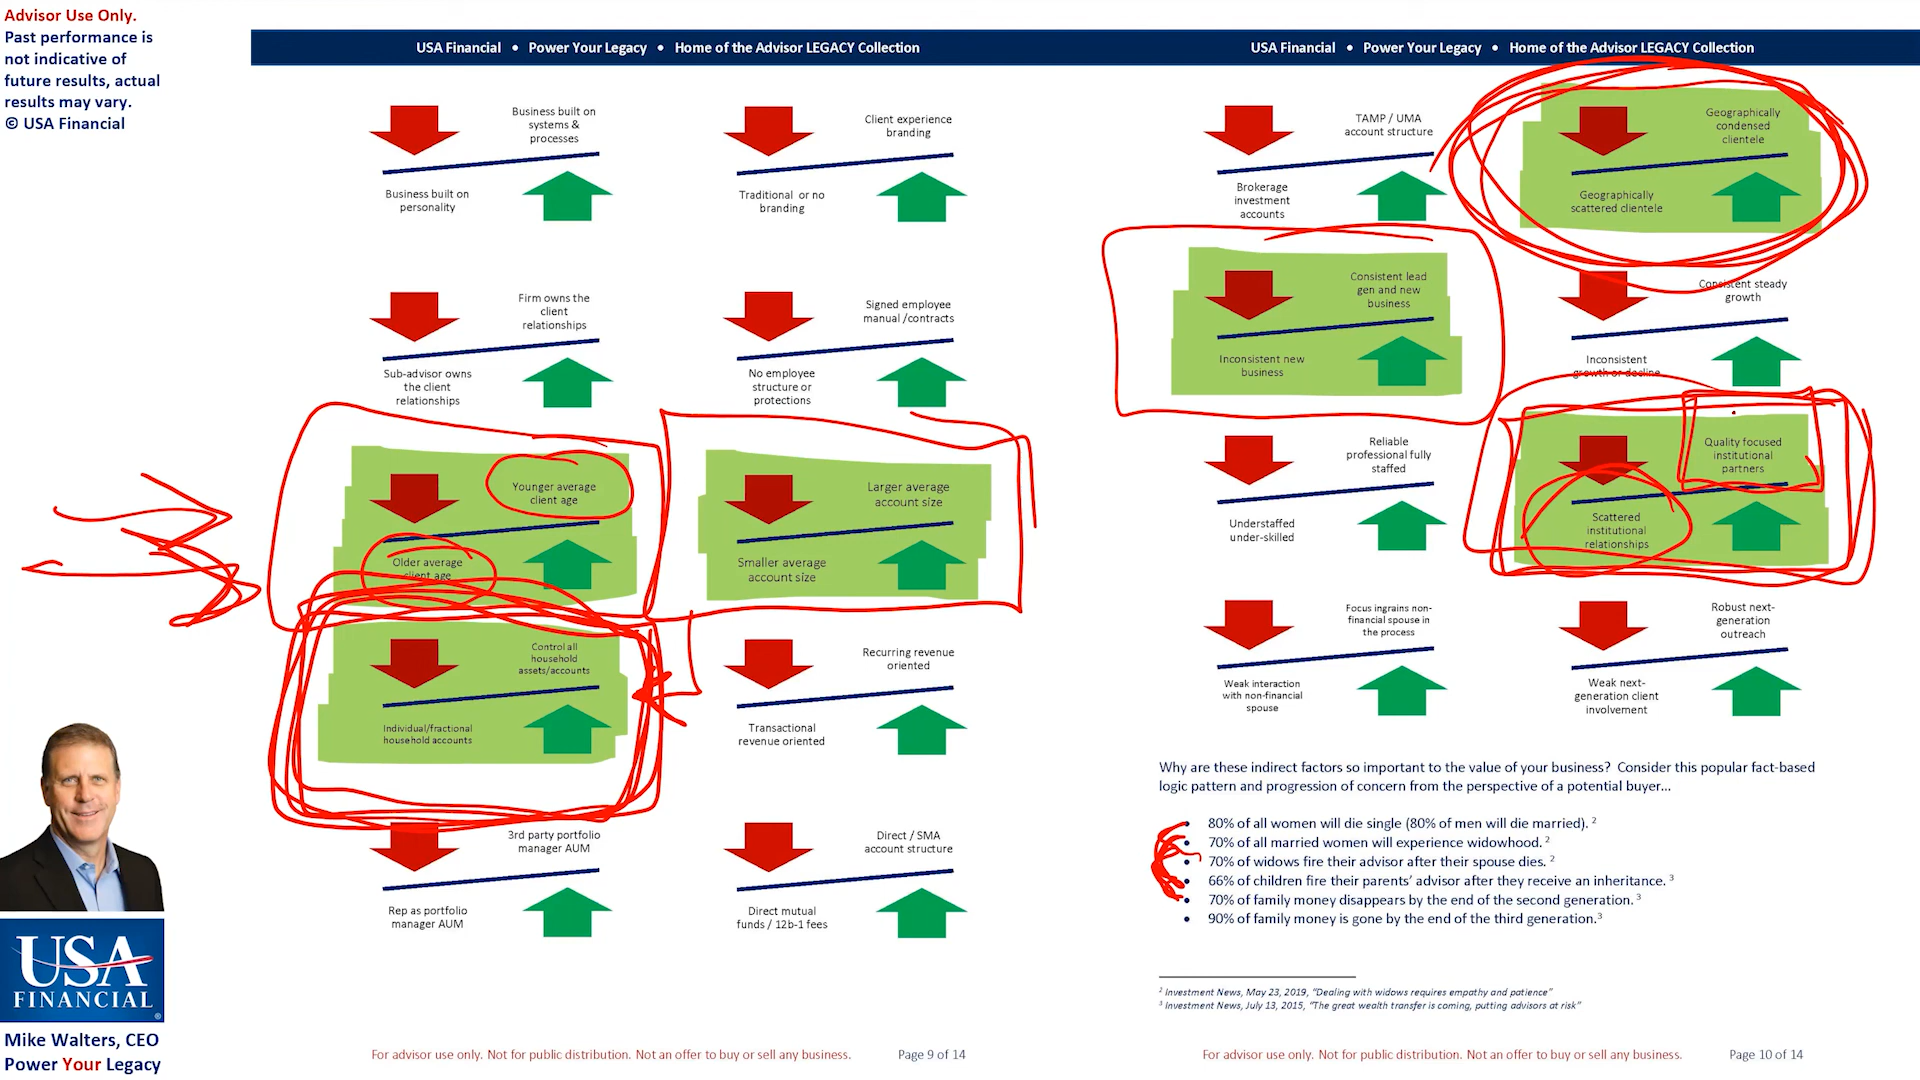 Advisor Use Only.
Past performance is
not indicative of
future results, actual
results may vary.
© USA Financial
USA Financial • Power Your Legacy • Home of the Advisor LEGACY Collection
Business built on
systems &
processes
Business built on
personality
Client experience
branding
Traditional or no
branding
Firm owns the
client
relationships
Sub-advisor owns
the client
relationships
Signed employee
manual /contracts
No employee
structure or
protections
Younger average
client age
Older average
client age
Larger average
account size
Smaller average
account size
Control all
household
assets/accounts
Individual/fractional
household accounts
Recurring revenue
oriented
Transactional
revenue oriented
3rd party portfolio
manager AUM
Rep as portfolio
manager AUM
Direct / SMA
account structure
Direct mutual
funds / 12b-1 fees
For advisor use only. Not for public distribution. Not an offer to buy or sell any business. Page 9 of 14
USA Financial • Power Your Legacy • Home of the Advisor LEGACY Collection
TAMP / UMA
account structure
Brokerage
investment
accounts
Geographically
condensed
clientele
Geographically
scattered clientele
Consistent lead
gen and new
business
Inconsistent new
business
Consistent steady
growth
Inconsistent
growth or decline
Reliable
professional fully
staffed
Understaffed
under-skilled
Quality focused
institutional
partners
Scattered
institutional
relationships
Focus ingrains non-
financial spouse in
the process
Weak interaction
with non-financial
spouse
Robust next-
generation
outreach
Weak next-
generation client
involvement
Why are these indirect factors so important to the value of your business? Consider this popular fact-based
logic pattern and progression of concern from the perspective of a potential buyer...
• 80% of all women will die single (80% of men will die married). 2
• 70% of all married women will experience widowhood. 2
• 70% of widows fire their advisor after their spouse dies. 2
• 66% of children fire their parents' advisor after they receive an inheritance. 3
• 70% of family money disappears by the end of the second generation. 3
• 90% of family money is gone by the end of the third generation.3
2 Investment News, May 23, 2019, "Dealing with widows requires empathy and patience"
3 Investment News, July 13, 2015, "The great wealth transfer is coming, putting advisors at risk"
For advisor use only. Not for public distribution. Not an offer to buy or sell any business. Page 10 of 14
USA
FINANCIAL®
Mike Walters, CEO
Power Your Legacy